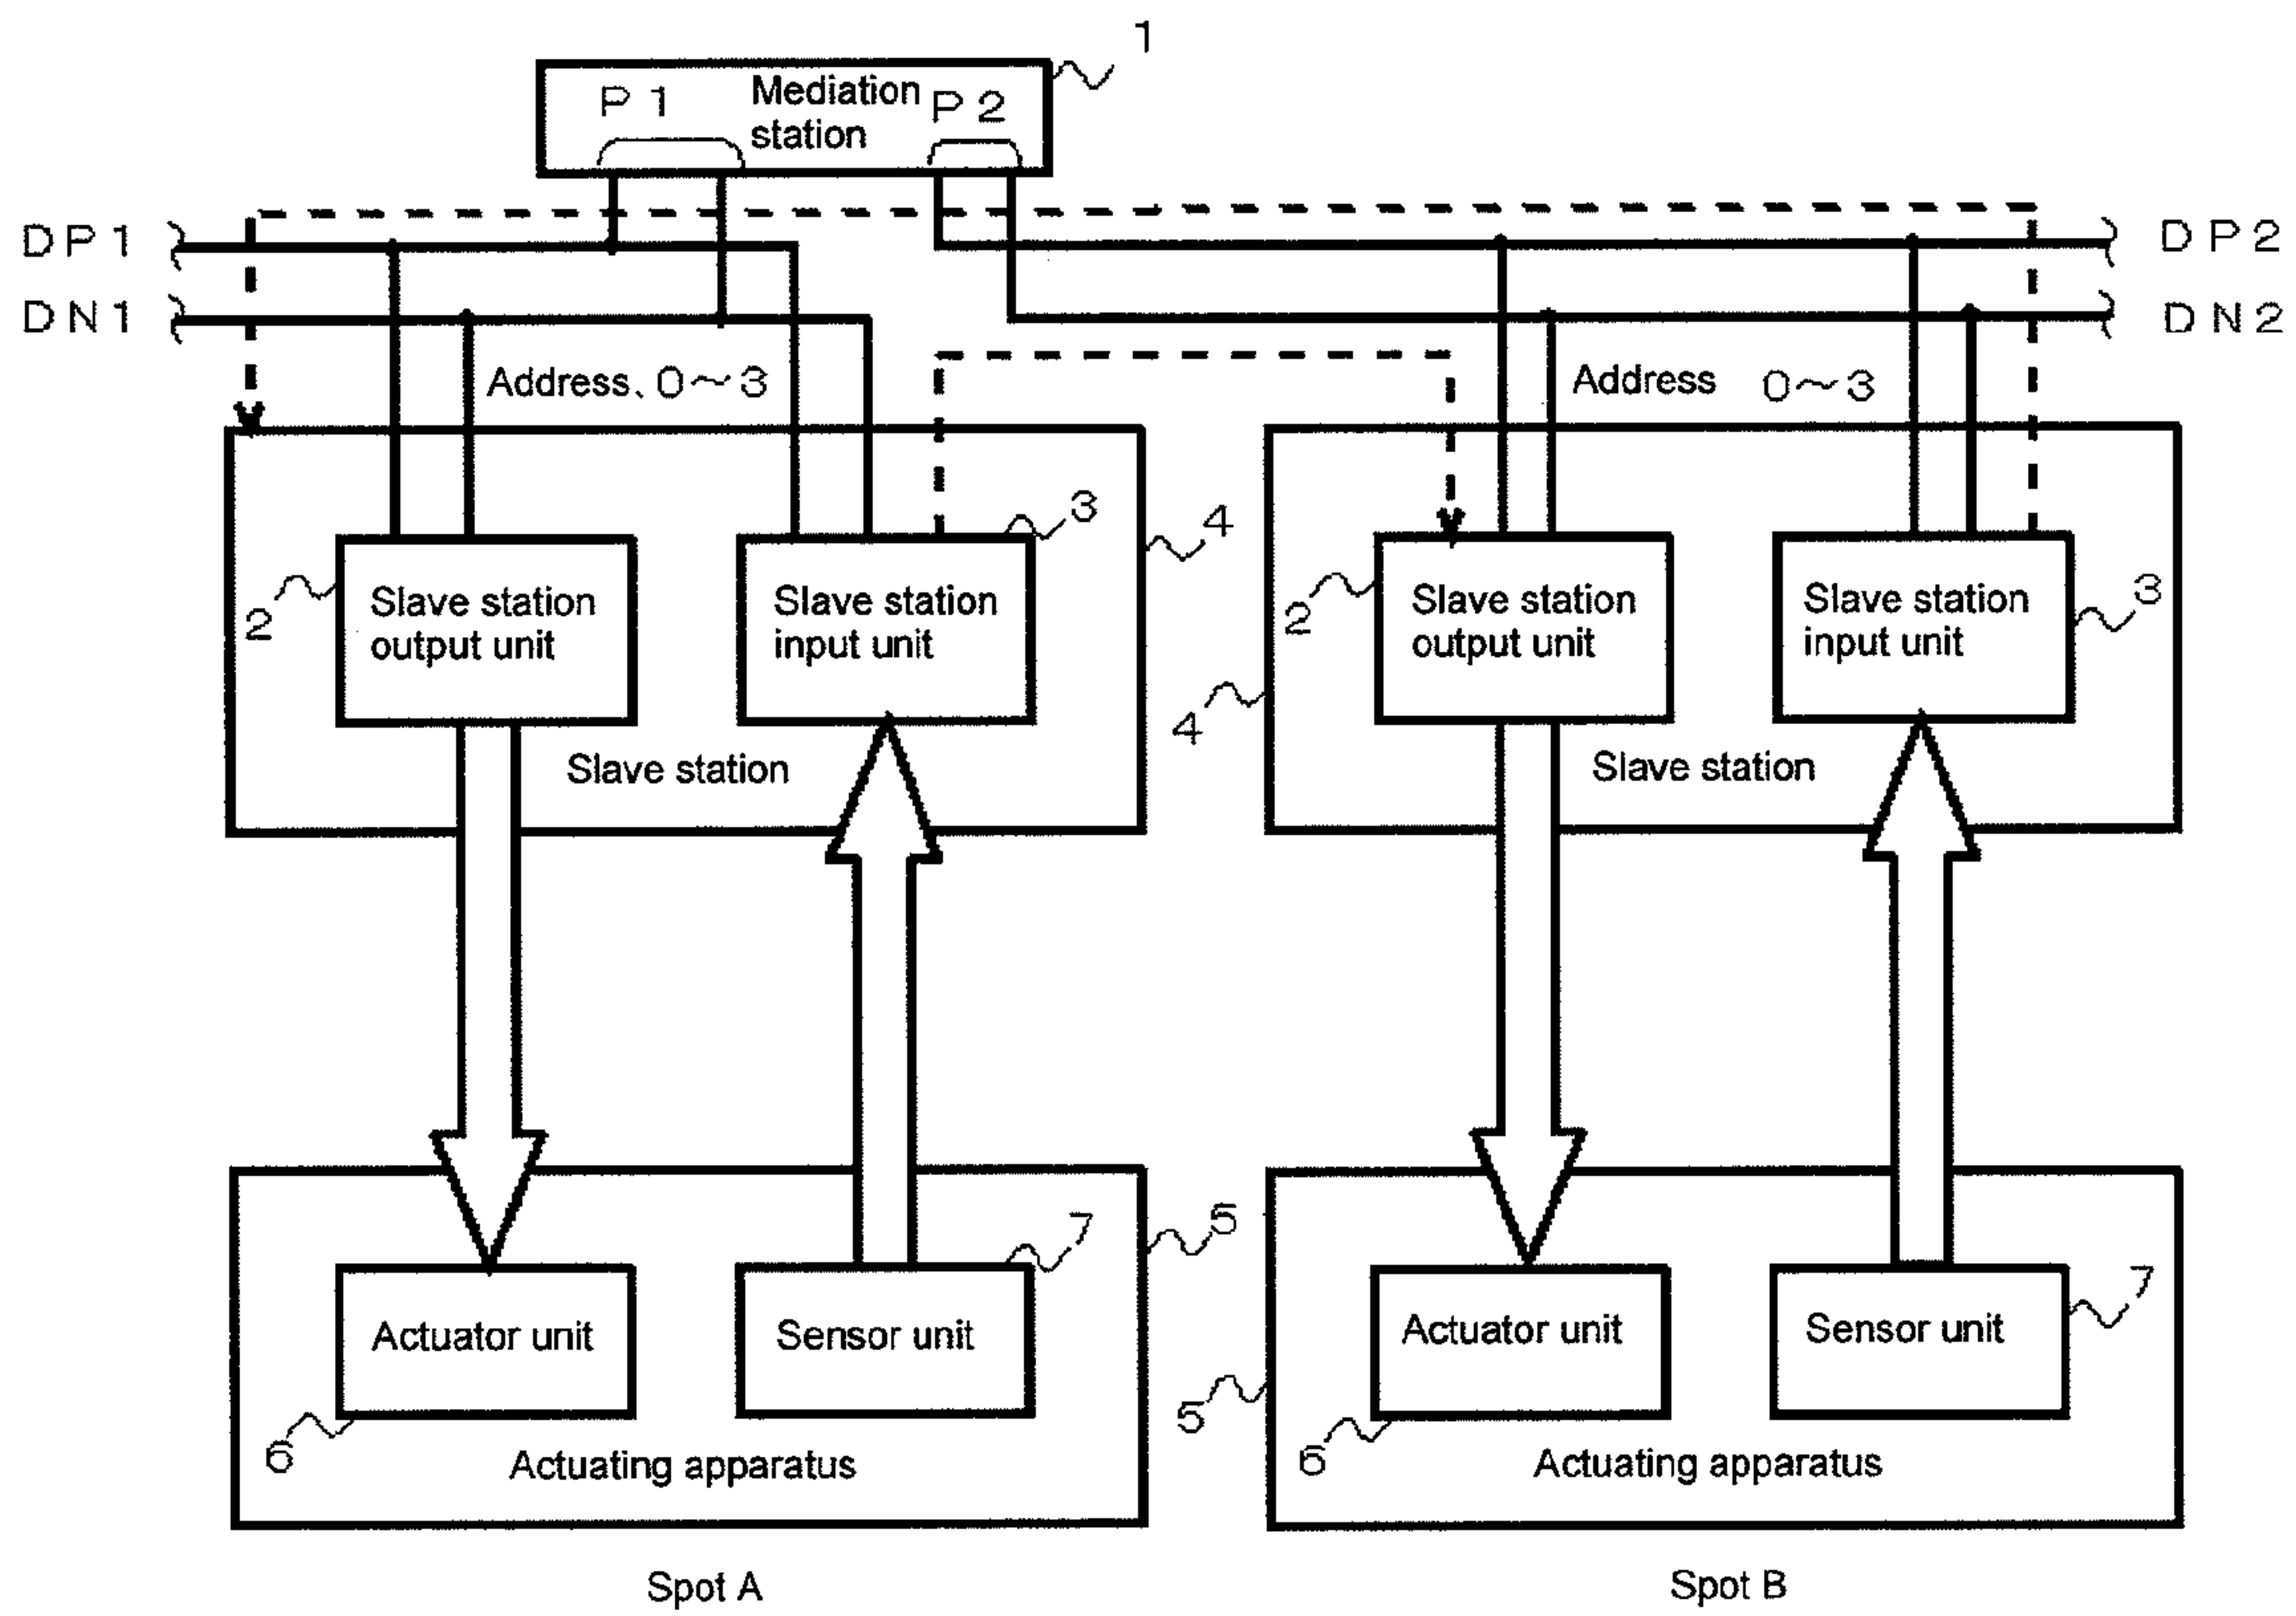 1
P1
Mediation
station
P2
DP1
DP2
DN1
DN2
Address、0～3
Address 0～3
3
4
2
Slave station
output unit
Slave station
input unit
2
Slave station
output unit
Slave station
input unit
3
4
Slave station
Slave station
7
5
Actuator unit
Sensor unit
Actuator unit
Sensor unit
7
5
6
Actuating apparatus
6
Actuating apparatus
Spot A
Spot B